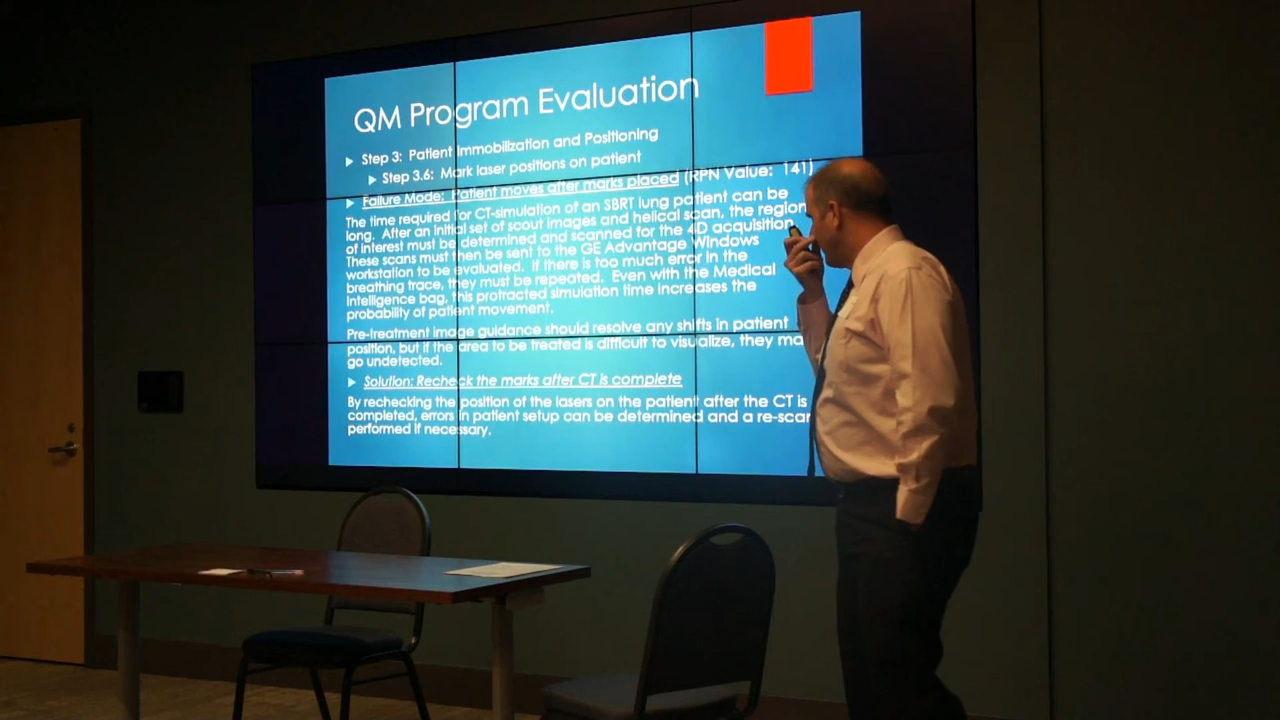 QM Program Evaluation
Step 3: Patient Immobilization and Positioning
Step 3.6: Mark laser positions on patient
Failure Mode: Patient moves after marks placed (RPN Value: 141)
The time required for CT-simulation of an SBRT lung patient can be
long. After an initial set of scout images and helical scan, the region
of interest must be determined and scanned for the 4D acquisition.
These scans must then be sent to the GE Advantage Windows
workstation to be evaluated. If there is too much error in the
breathing trace, they must be repeated. Even with the Medical
Intelligence bag, this protracted simulation time increases the
probability of patient movement.
Pre-treatment image guidance should resolve any shifts in patient
position, but if the area to be treated is difficult to visualize, they ma
go undetected.
Solution: Recheck the marks after CT is complete
By rechecking the position of the lasers on the patient after the CT is
completed, errors in patient setup can be determined and a re-scan
performed if necessary.